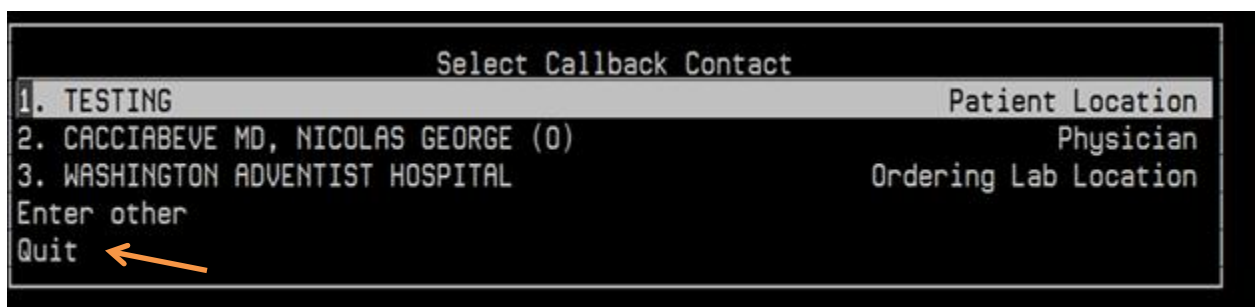 Select Callback Contact
1. TESTING Patient Location
2. CACCIABEVE MD, NICOLAS GEORGE (O) Physician
3. WASHINGTON ADVENTIST HOSPITAL Ordering Lab Location
Enter other
Quit